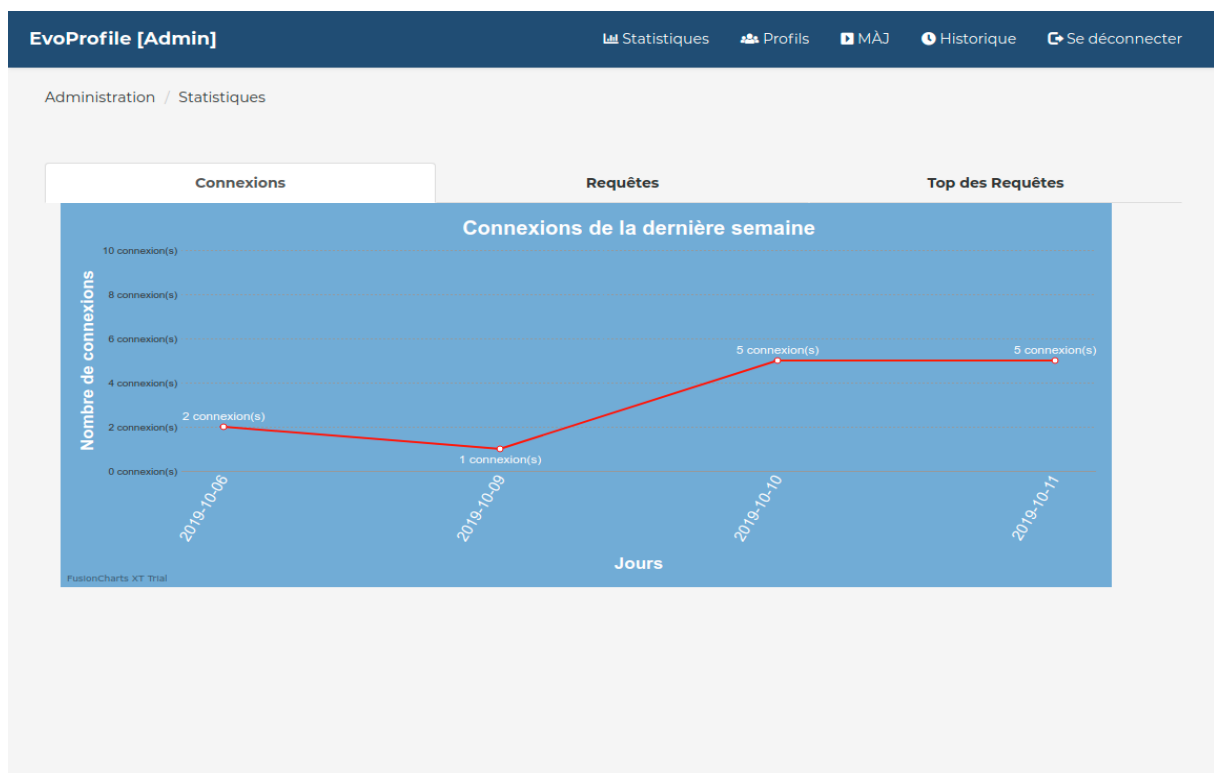 EvoProfile [Admin]
Statistiques
Profils
MÀJ
Historique
Se déconnecter
Administration / Statistiques
Connexions
Requêtes
Top des Requêtes
Connexions de la dernière semaine
Nombre de connexions
10 connexion(s)
8 connexion(s)
6 connexion(s)
4 connexion(s)
2 connexion(s)
0 connexion(s)
2 connexion(s)
1 connexion(s)
5 connexion(s)
5 connexion(s)
2019-10-06
2019-10-09
2019-10-10
2019-10-11
Jours
FusionCharts XT Trial